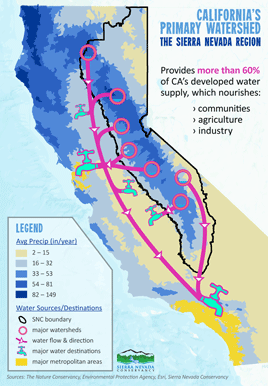 CALIFORNIA'S
PRIMARY WATERSHED
THE SIERRA NEVADA REGION
Provides more than 60%
of CA's developed water
supply, which nourishes:
› communities
› agriculture
› industry
LEGEND
Avg Precip (in/year)
2 – 15
16 – 32
33 – 53
54 – 81
82 – 149
Water Sources/Destinations
SNC boundary
major watersheds
water flow & direction
major water destinations
major metropolitan areas
SIERRA NEVADA
CONSERVANCY
Sources: The Nature Conservancy, Environmental Protection Agency, Esri, Sierra Nevada Conservancy